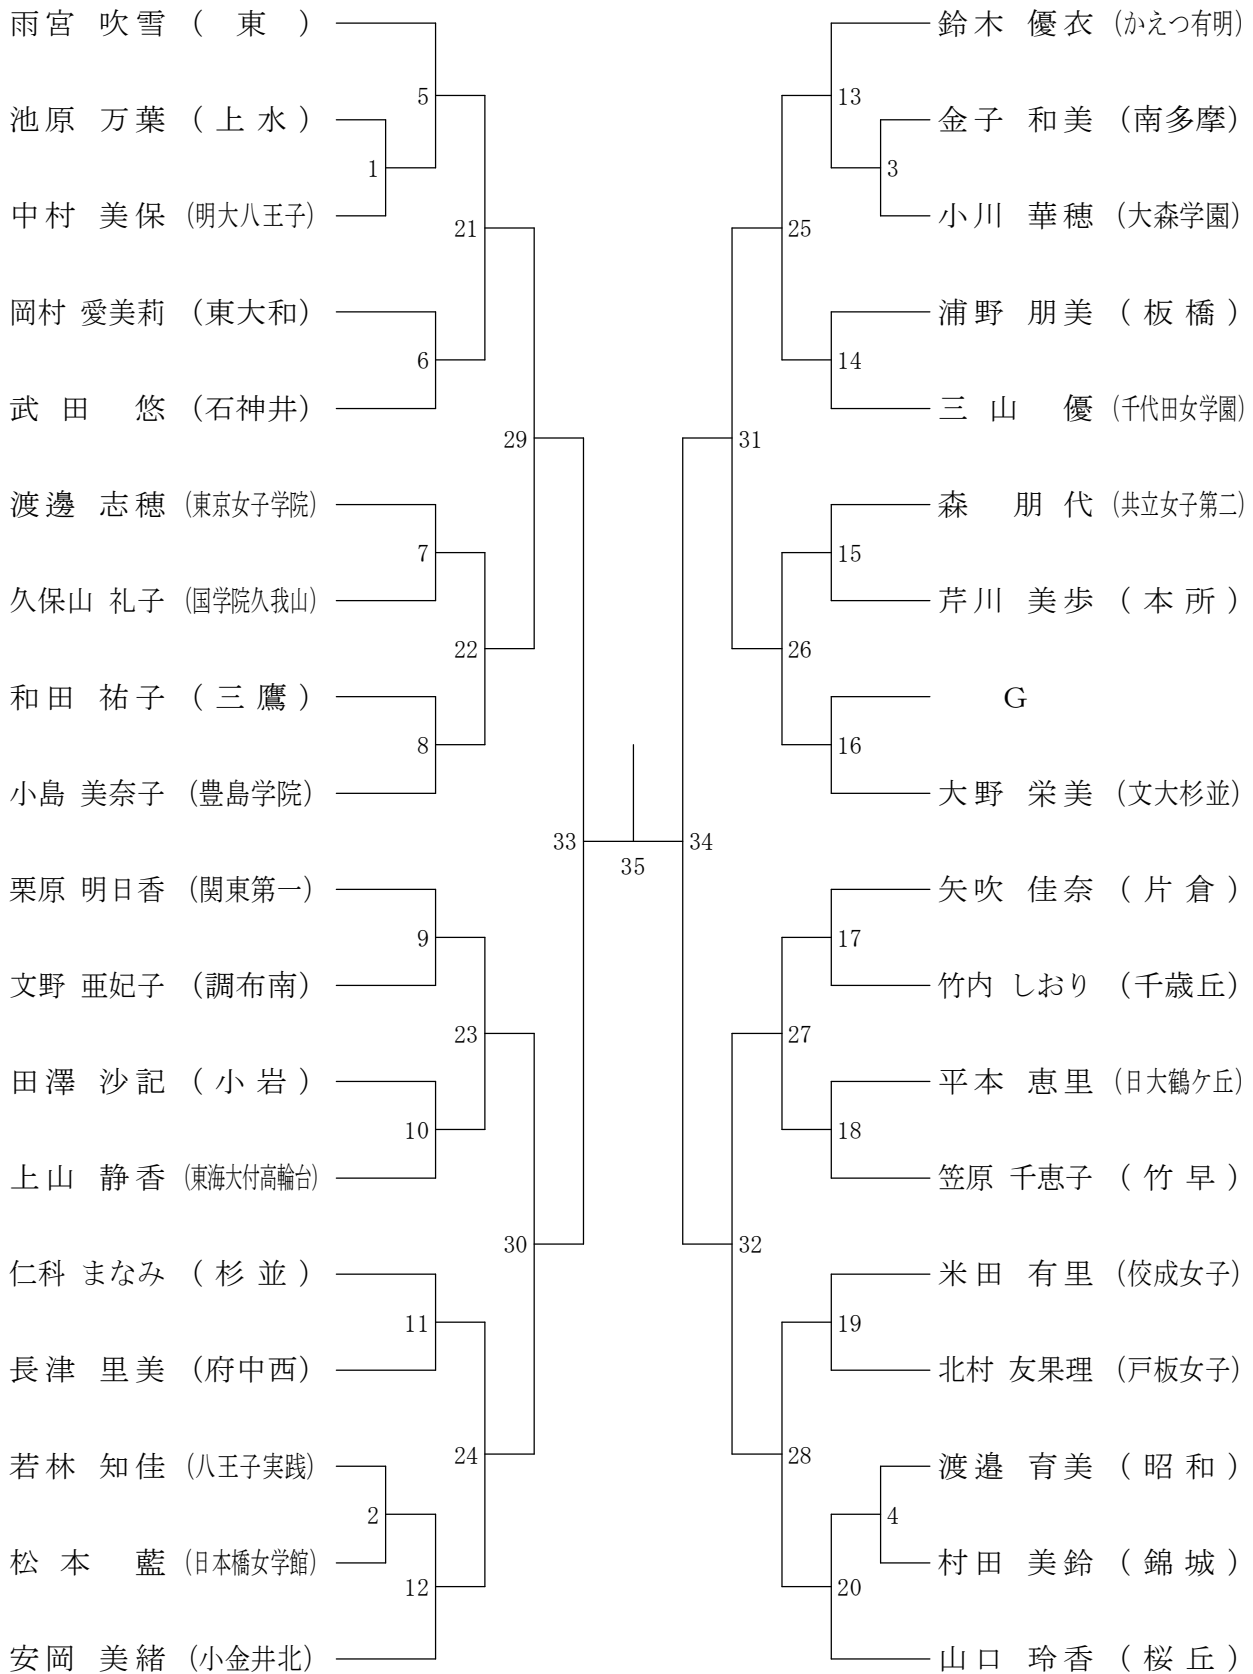 雨宮 吹雪 （ 東 ）
池原 万葉 （ 上 水 ）
中村 美保 （明大八王子）
岡村 愛美莉 （東大和）
武 田 悠 （石神井）
渡邊 志穂 （東京女子学院）
久保山 礼子 （国学院久我山）
和田 祐子 （ 三 鷹 ）
小島 美奈子 （豊島学院）
栗原 明日香 （関東第一）
文野 亜妃子 （調布南）
田澤 沙記 （ 小 岩 ）
上山 静香 （東海大付高輪台）
仁科 まなみ （ 杉 並 ）
長津 里美 （府中西）
若林 知佳 （八王子実践）
松 本 藍 （日本橋女学館）
安岡 美緒 （小金井北）
1
2
5
6
7
8
9
10
11
12
21
22
23
24
29
30
33
35
34
31
32
25
26
27
28
13
14
15
16
17
18
19
20
3
4
鈴木 優衣 （かえつ有明）
金子 和美 （南多摩）
小川 華穂 （大森学園）
浦野 朋美 （ 板 橋 ）
三 山 優 （千代田女学園）
森 朋代 （共立女子第二）
芹川 美歩 （ 本 所 ）
G
大野 栄美 （文大杉並）
矢吹 佳奈 （ 片 倉 ）
竹内 しおり （千歳丘）
平本 恵里 （日大鶴ケ丘）
笠原 千恵子 （ 竹 早 ）
米田 有里 （佼成女子）
北村 友果理 （戸板女子）
渡邉 育美 （ 昭 和 ）
村田 美鈴 （ 錦 城 ）
山口 玲香 （ 桜 丘 ）